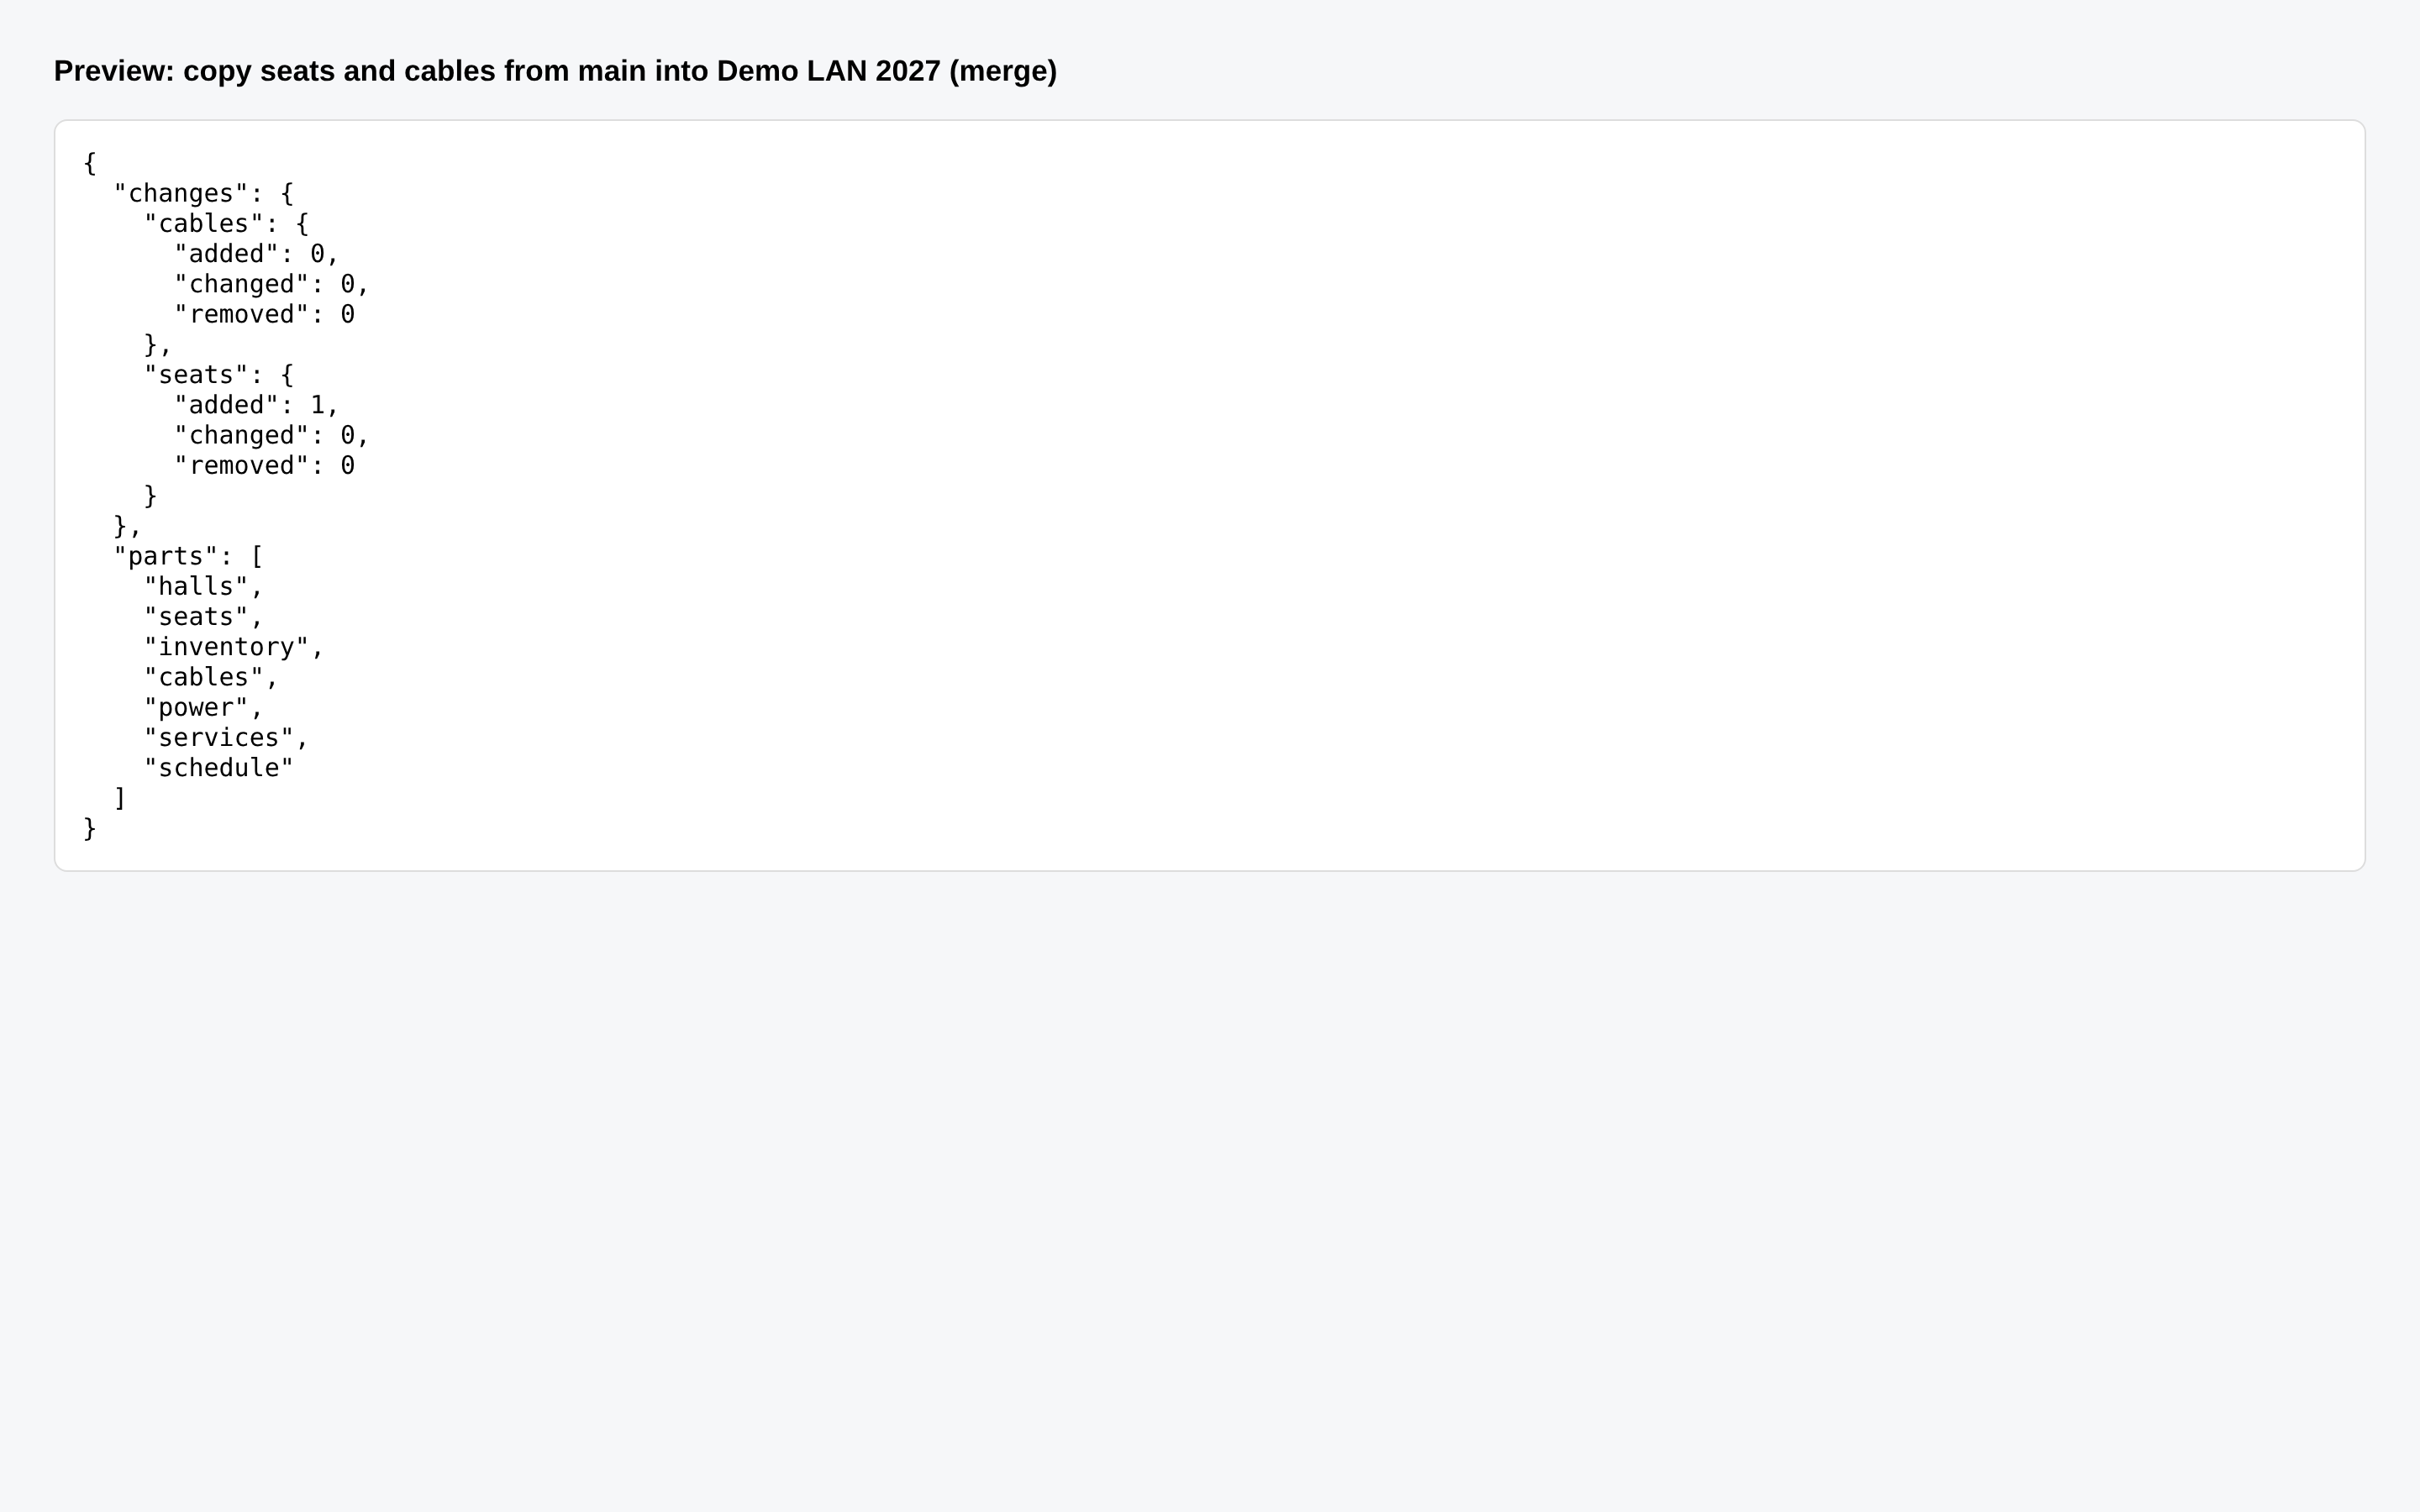 Preview: copy seats and cables from main into Demo LAN 2027 (merge)
{
  "changes": {
    "cables": {
      "added": 0,
      "changed": 0,
      "removed": 0
    },
    "seats": {
      "added": 1,
      "changed": 0,
      "removed": 0
    }
  },
  "parts": [
    "halls",
    "seats",
    "inventory",
    "cables",
    "power",
    "services",
    "schedule"
  ]
}